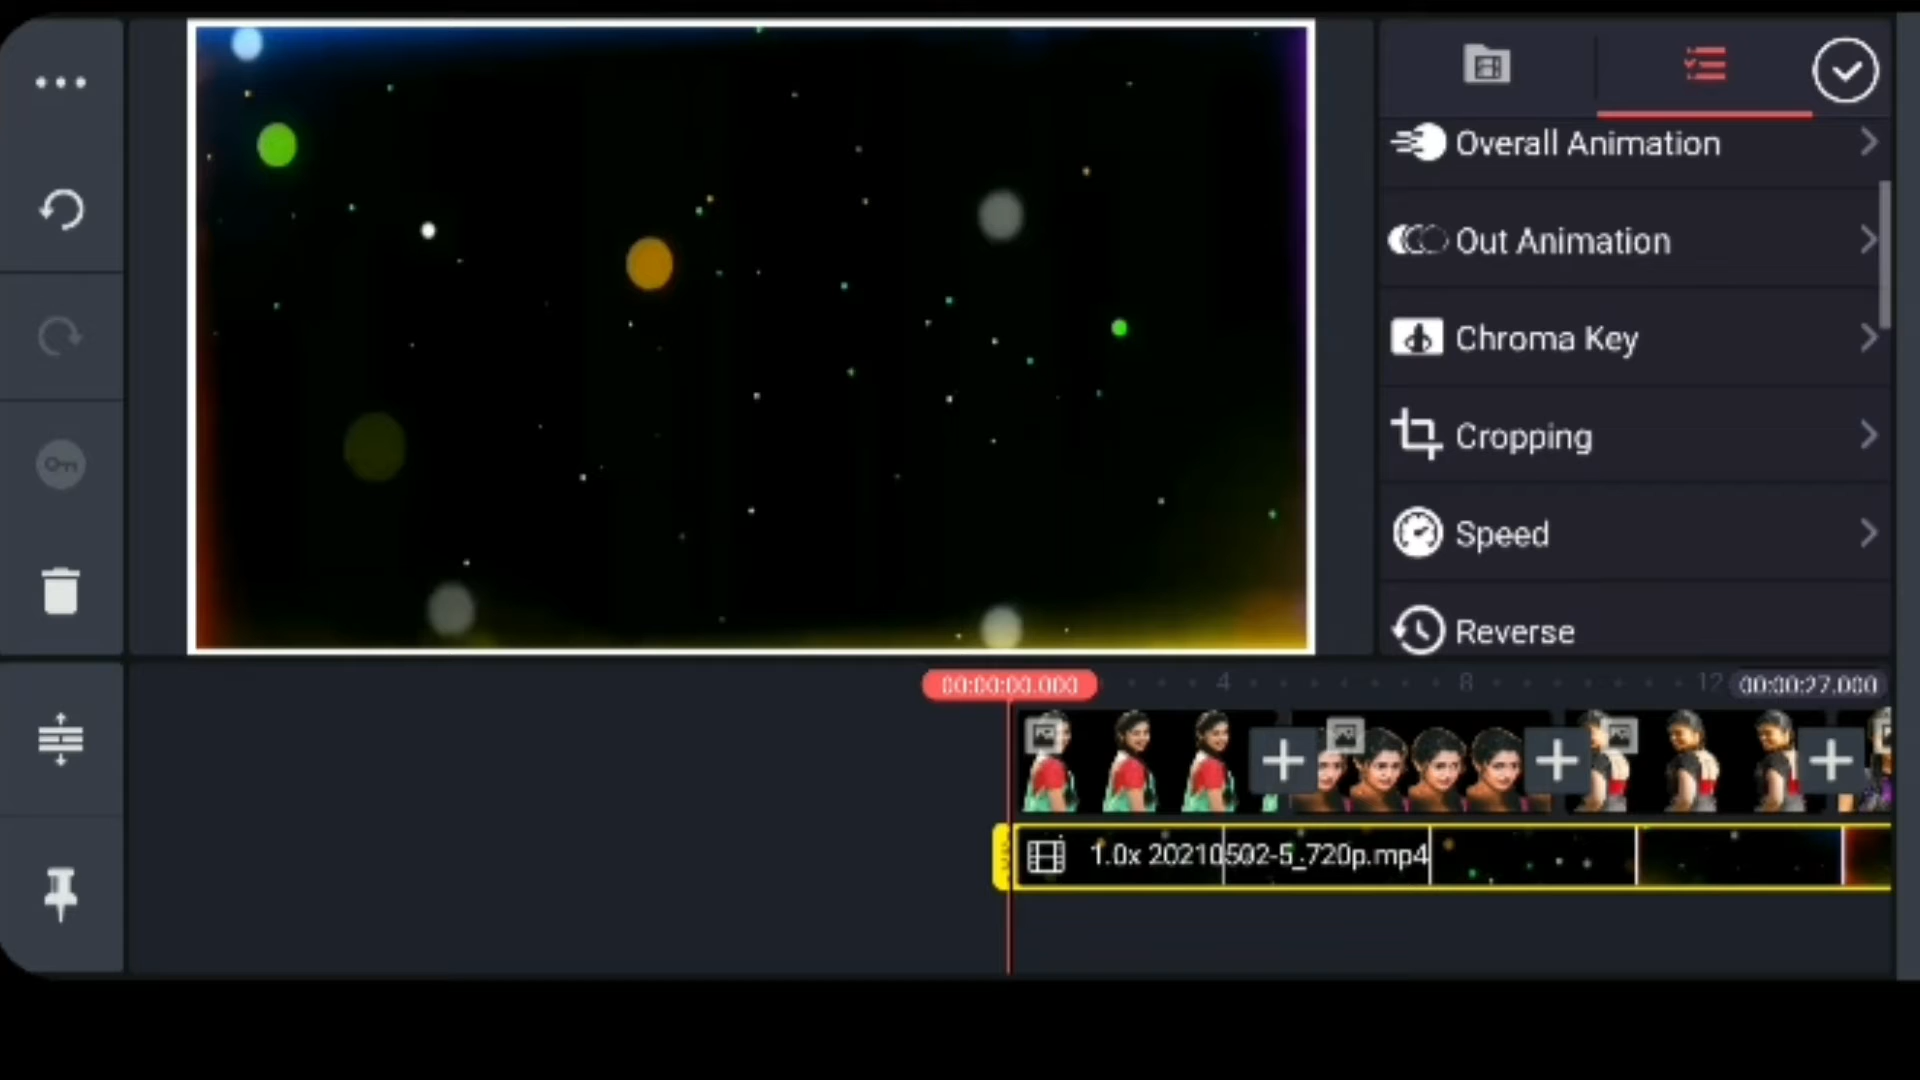 Overall Animation
Out Animation
Chroma Key
Cropping
Speed
Reverse
00:00:00.000
4
8
12
00:00:27.000
1.0x 20210502-5_720p.mp4